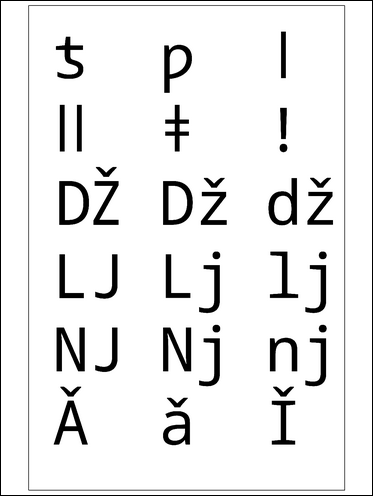 ƾ ƿ ǀ
ǁ ǂ ǃ
DŽ Dž dž
LJ Lj lj
NJ Nj nj
Ǎ ǎ Ǐ